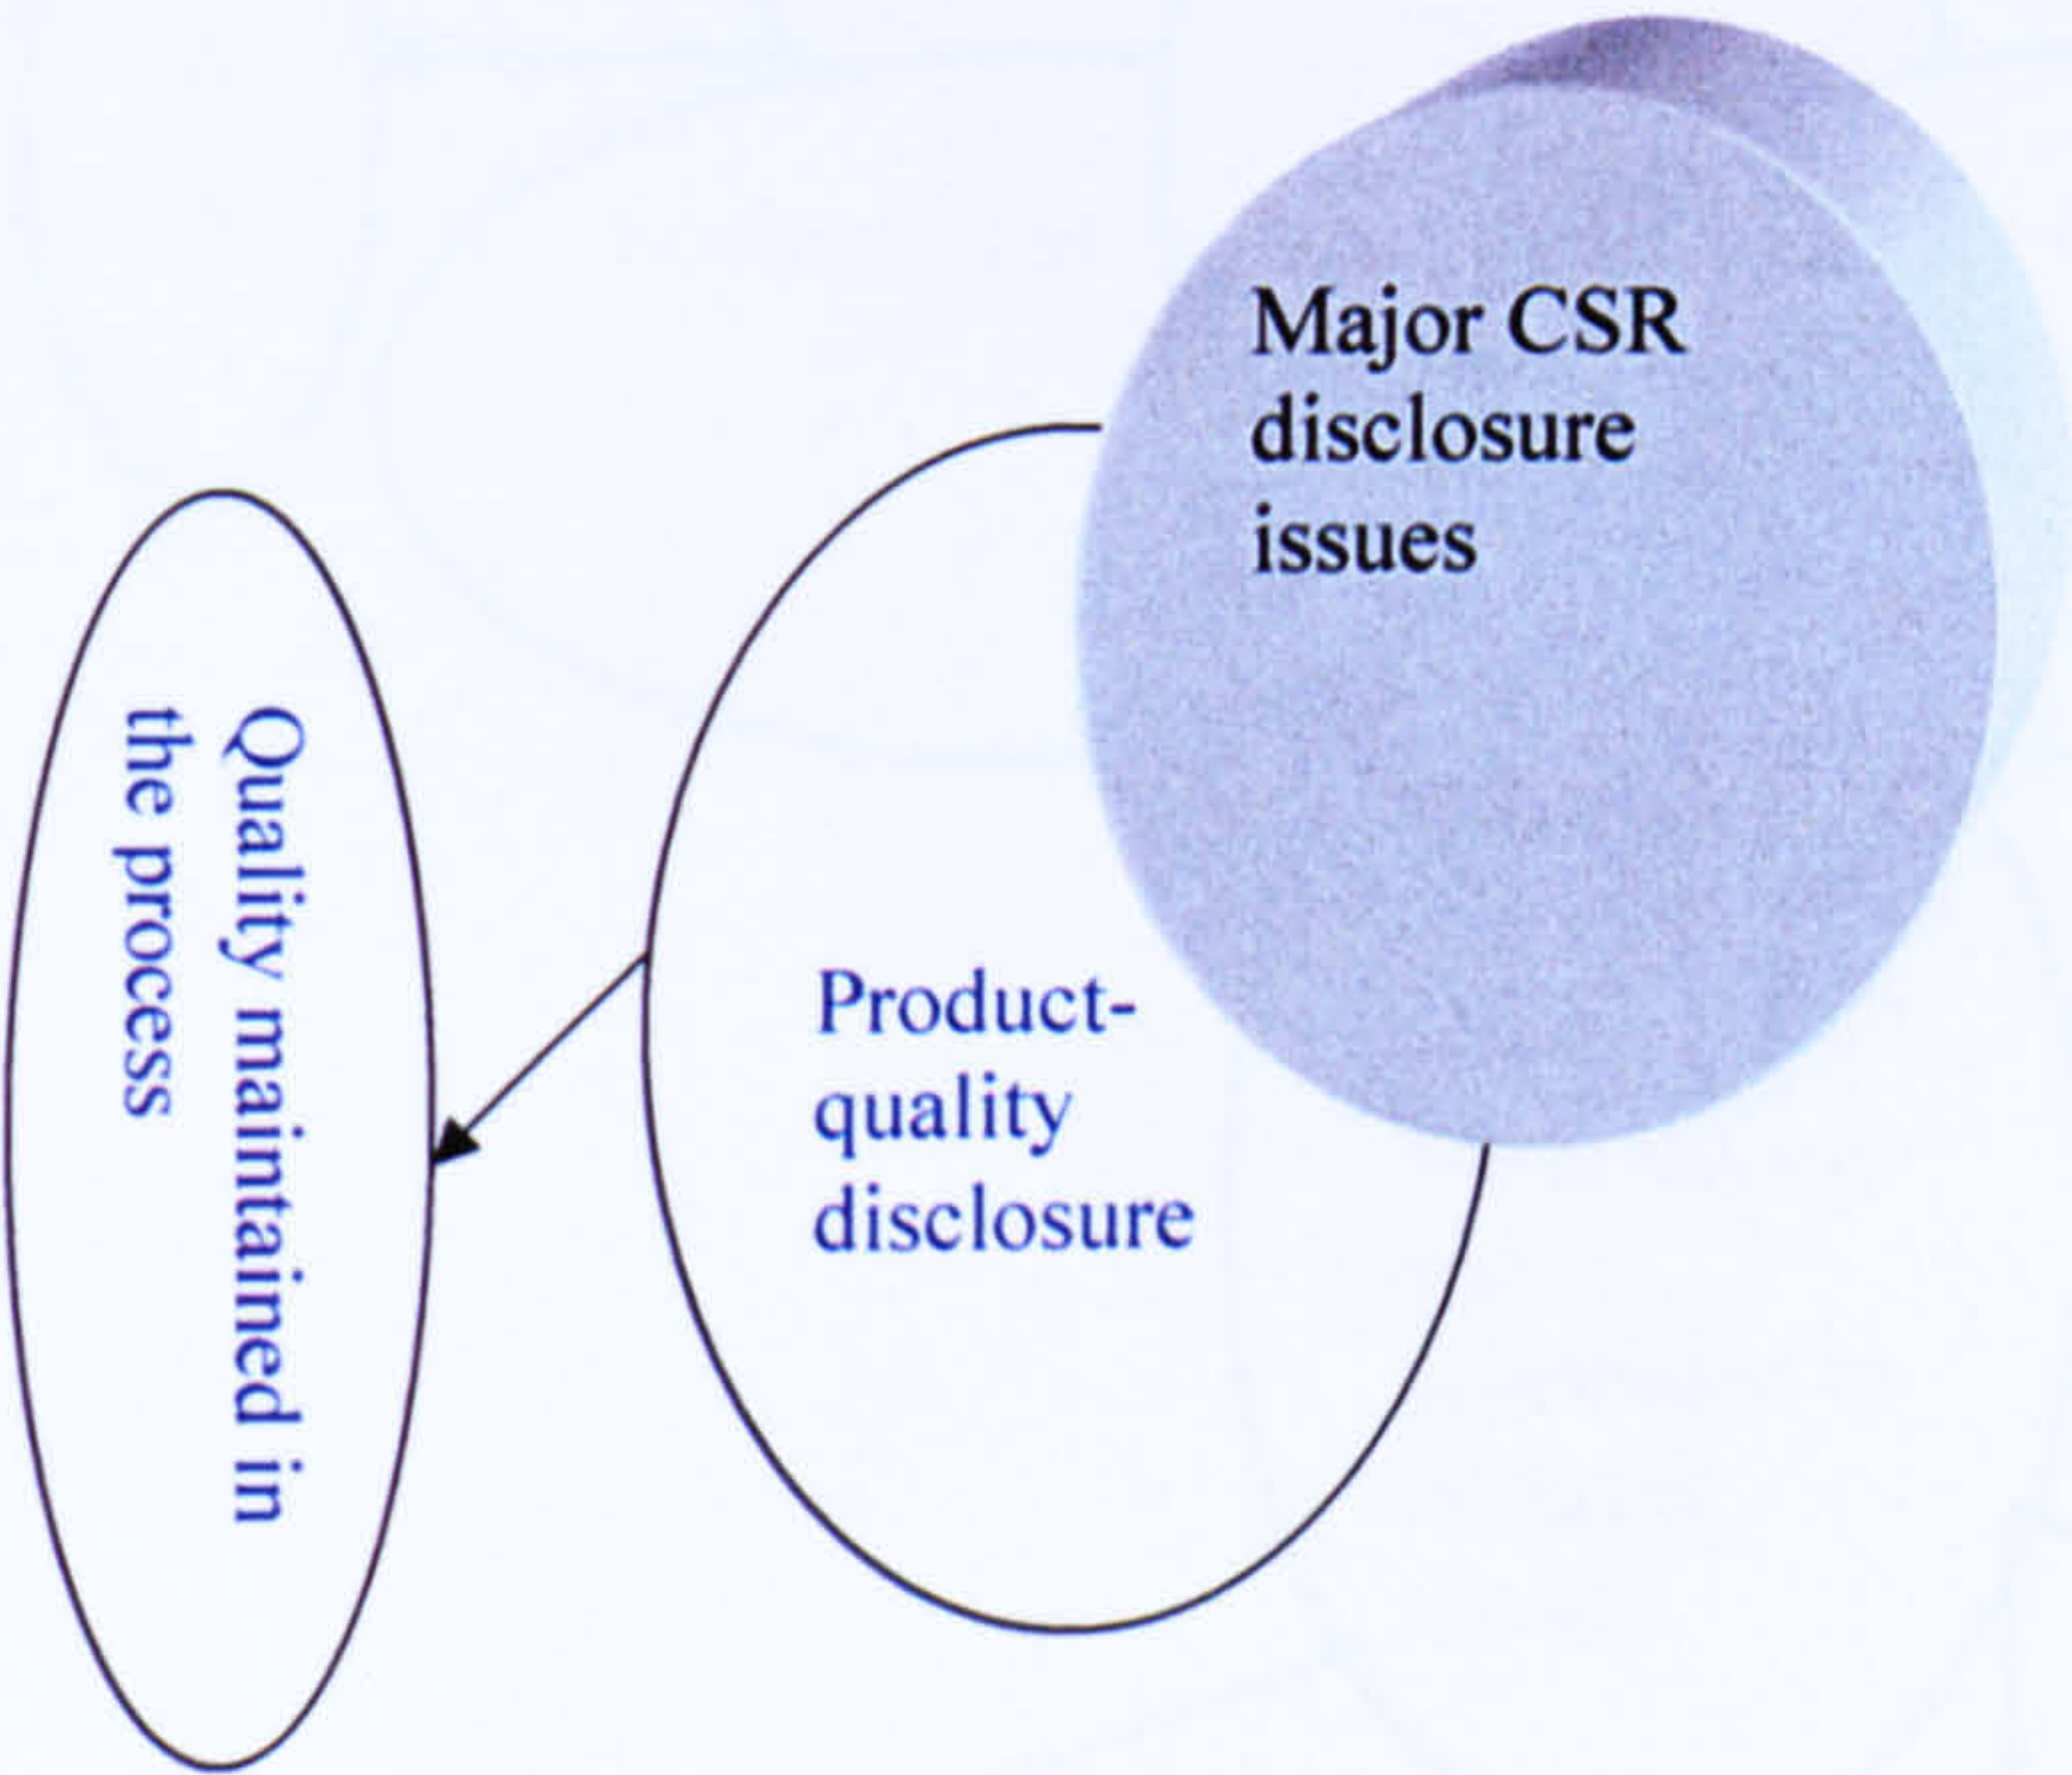 Major CSR
disclosure
issues
Product-
quality
disclosure
Quality maintained in
the process